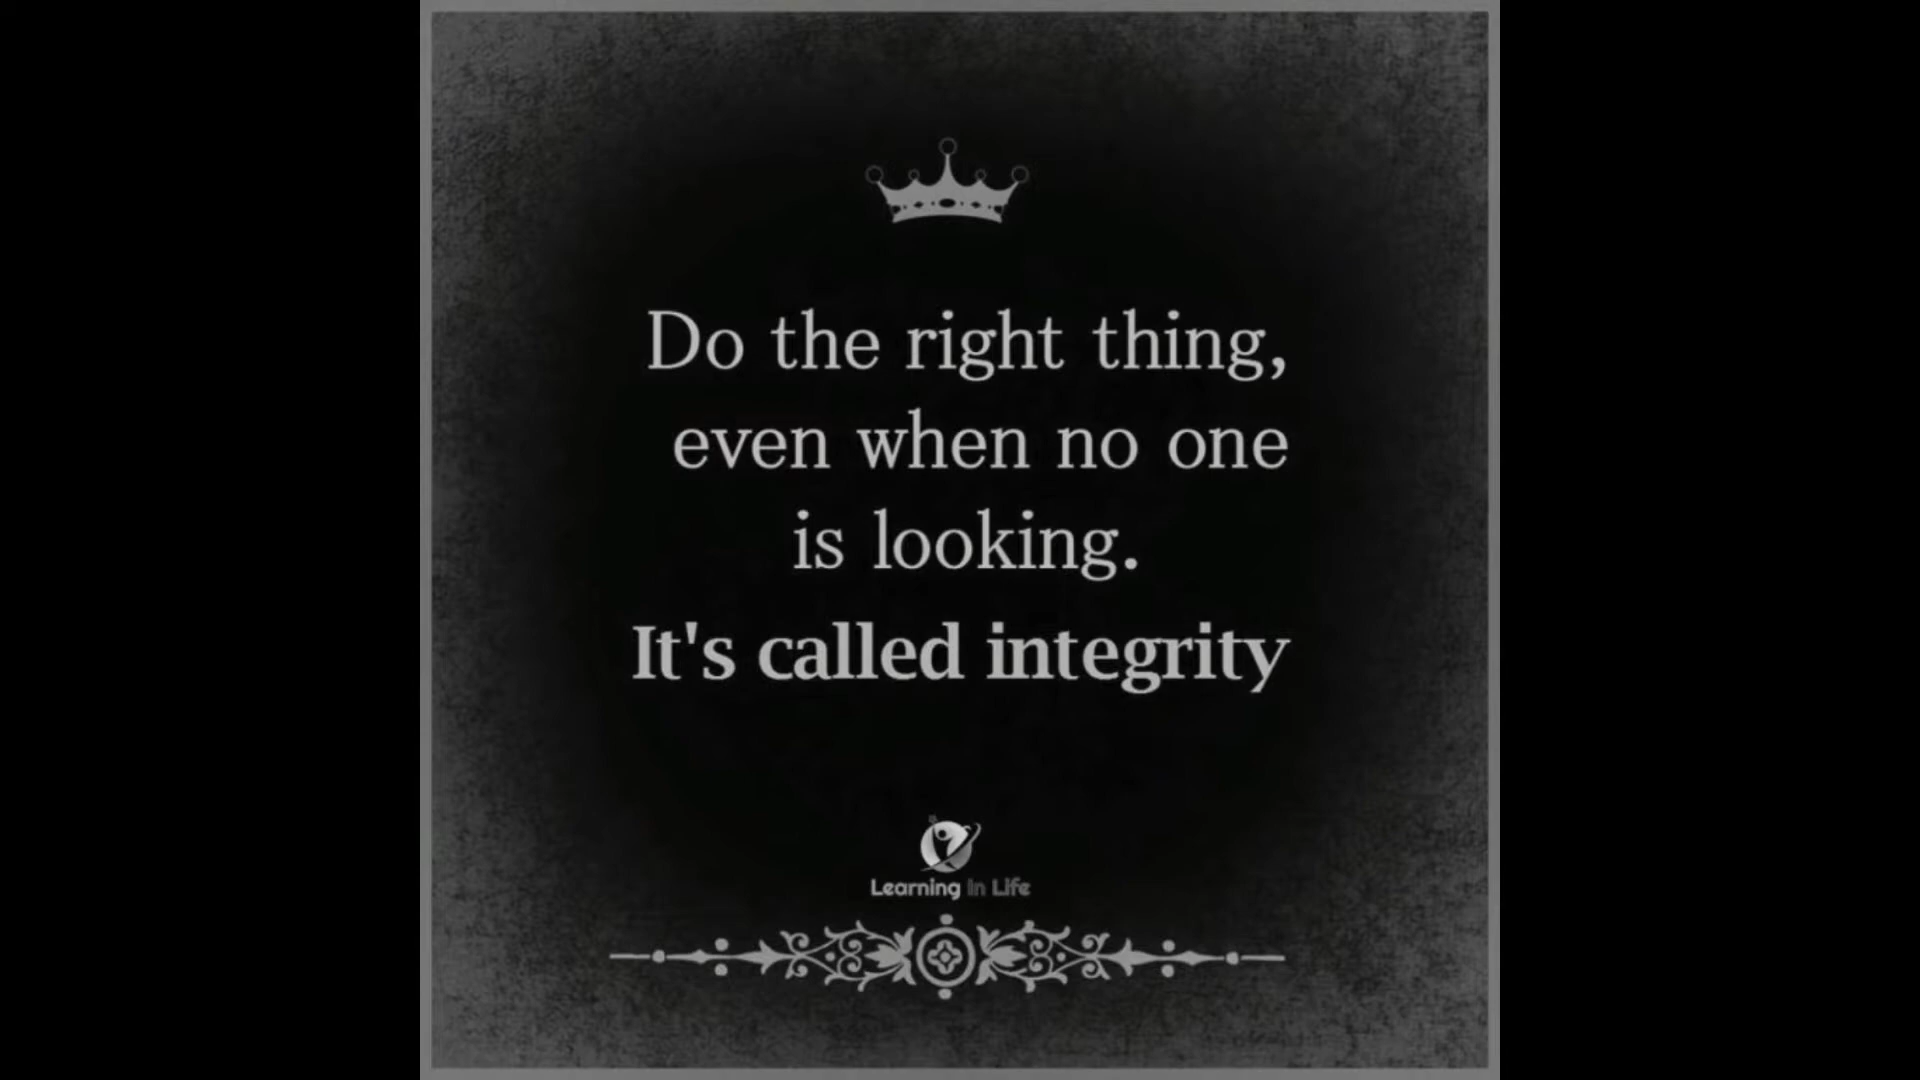 Do the right thing,
even when no one
is looking.
It's called integrity
Learning In Life